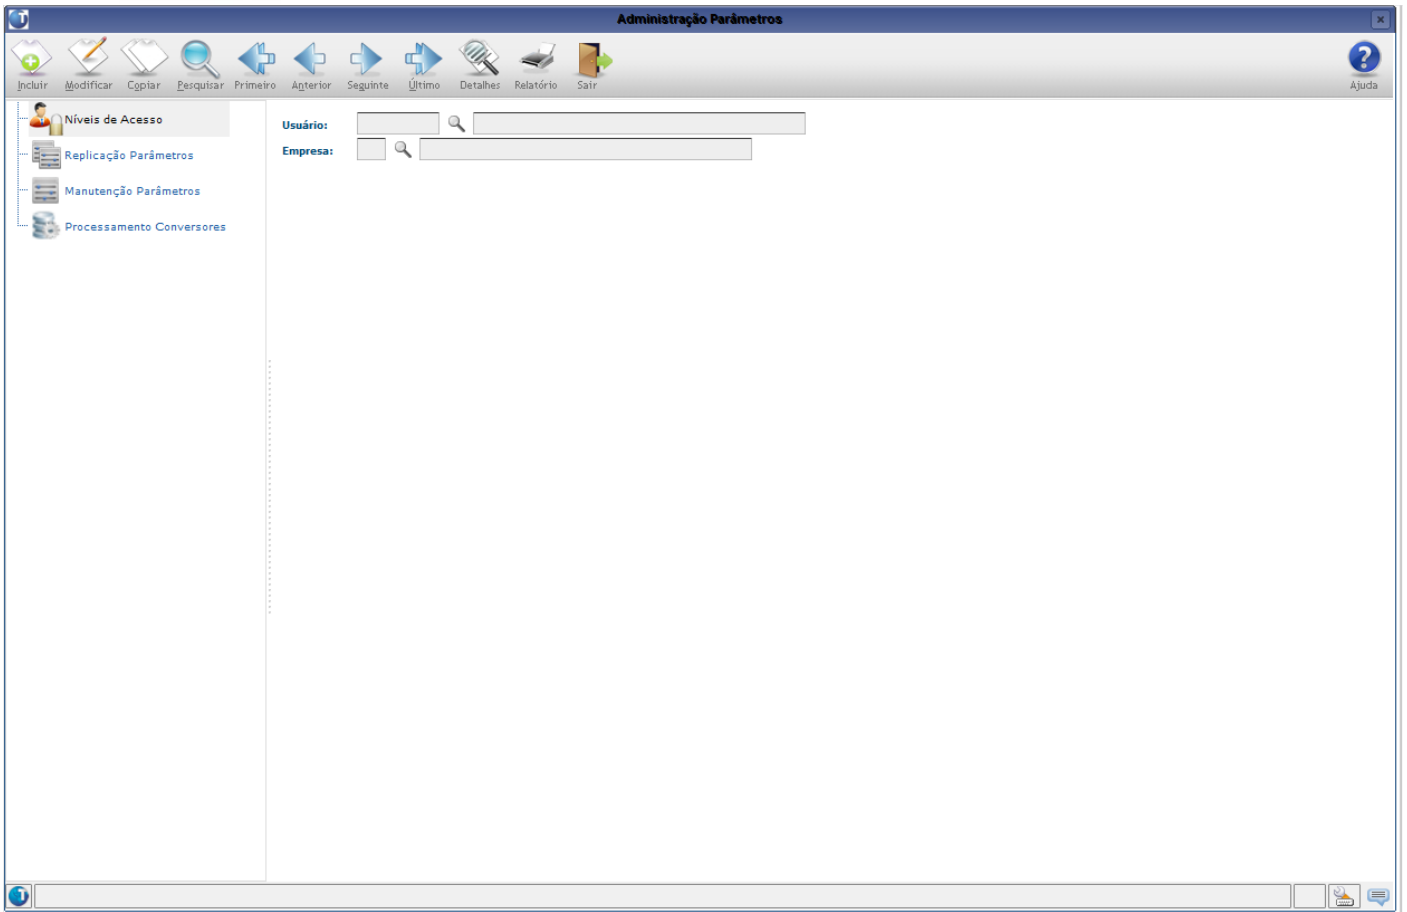 Administração Parâmetros
Incluir Modificar Copiar Pesquisar Primeiro Anterior Seguinte Último Detalhes Relatório Sair Ajuda
Níveis de Acesso
Replicação Parâmetros
Manutenção Parâmetros
Processamento Conversores
Usuário:
Empresa: